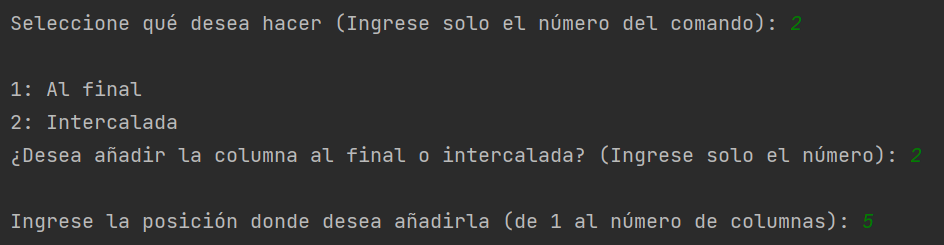 Seleccione qué desea hacer (Ingrese solo el número del comando): 2
1: Al final
2: Intercalada
¿Desea añadir la columna al final o intercalada? (Ingrese solo el número): 2
Ingrese la posición donde desea añadirla (de 1 al número de columnas): 5